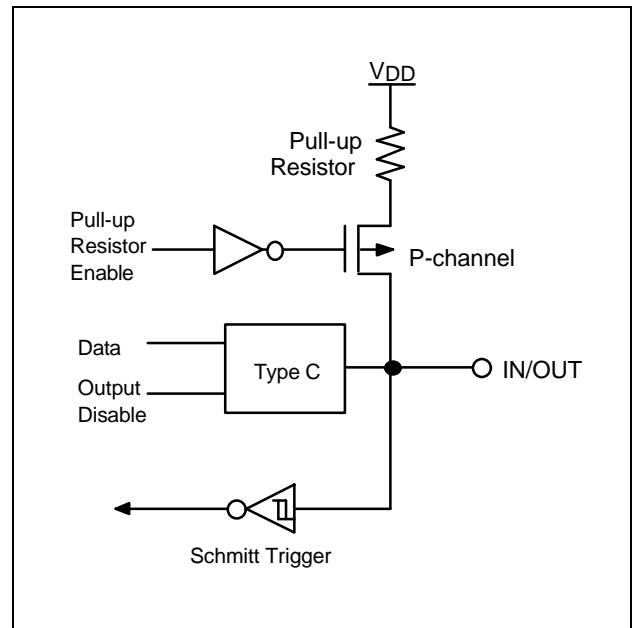 VDD
Pull-up
Resistor
Pull-up
Resistor
Enable
P-channel
Data
Type C
IN/OUT
Output
Disable
Schmitt Trigger